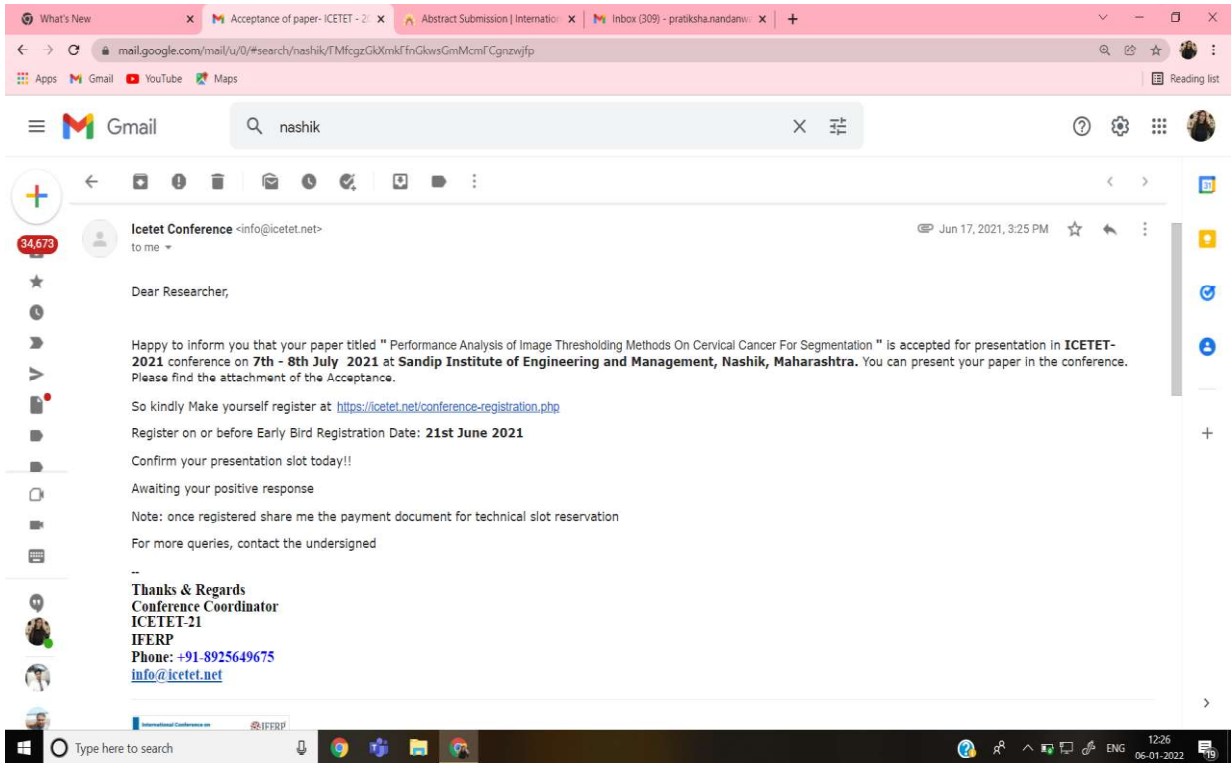 What's New
Acceptance of paper- ICETET - 2
Abstract Submission | Internation
Inbox (309) - pratiksha.nandanw
mail.google.com/mail/u/0/#search/nashik/
Apps Gmail YouTube Maps Reading list
Gmail nashik
34,673
Icetet Conference <info@icetet.net> Jun 17, 2021, 3:25 PM
to me
31
Dear Researcher,
Happy to inform you that your paper titled " Performance Analysis of Image Thresholding Methods On Cervical Cancer For Segmentation " is accepted for presentation in ICETET-
2021 conference on 7th - 8th July 2021 at Sandip Institute of Engineering and Management, Nashik, Maharashtra. You can present your paper in the conference.
Please find the attachment of the Acceptance.
So kindly Make yourself register at https://icetet.net/conference-registration.php
Register on or before Early Bird Registration Date: 21st June 2021
Confirm your presentation slot today!!
Awaiting your positive response
Note: once registered share me the payment document for technical slot reservation
For more queries, contact the undersigned
--
Thanks & Regards
Conference Coordinator
ICETET-21
IFERP
Phone: +91-8925649675
info@icetet.net
International Conference on IFERP
Type here to search
ENG 12:26
06-01-2022
19